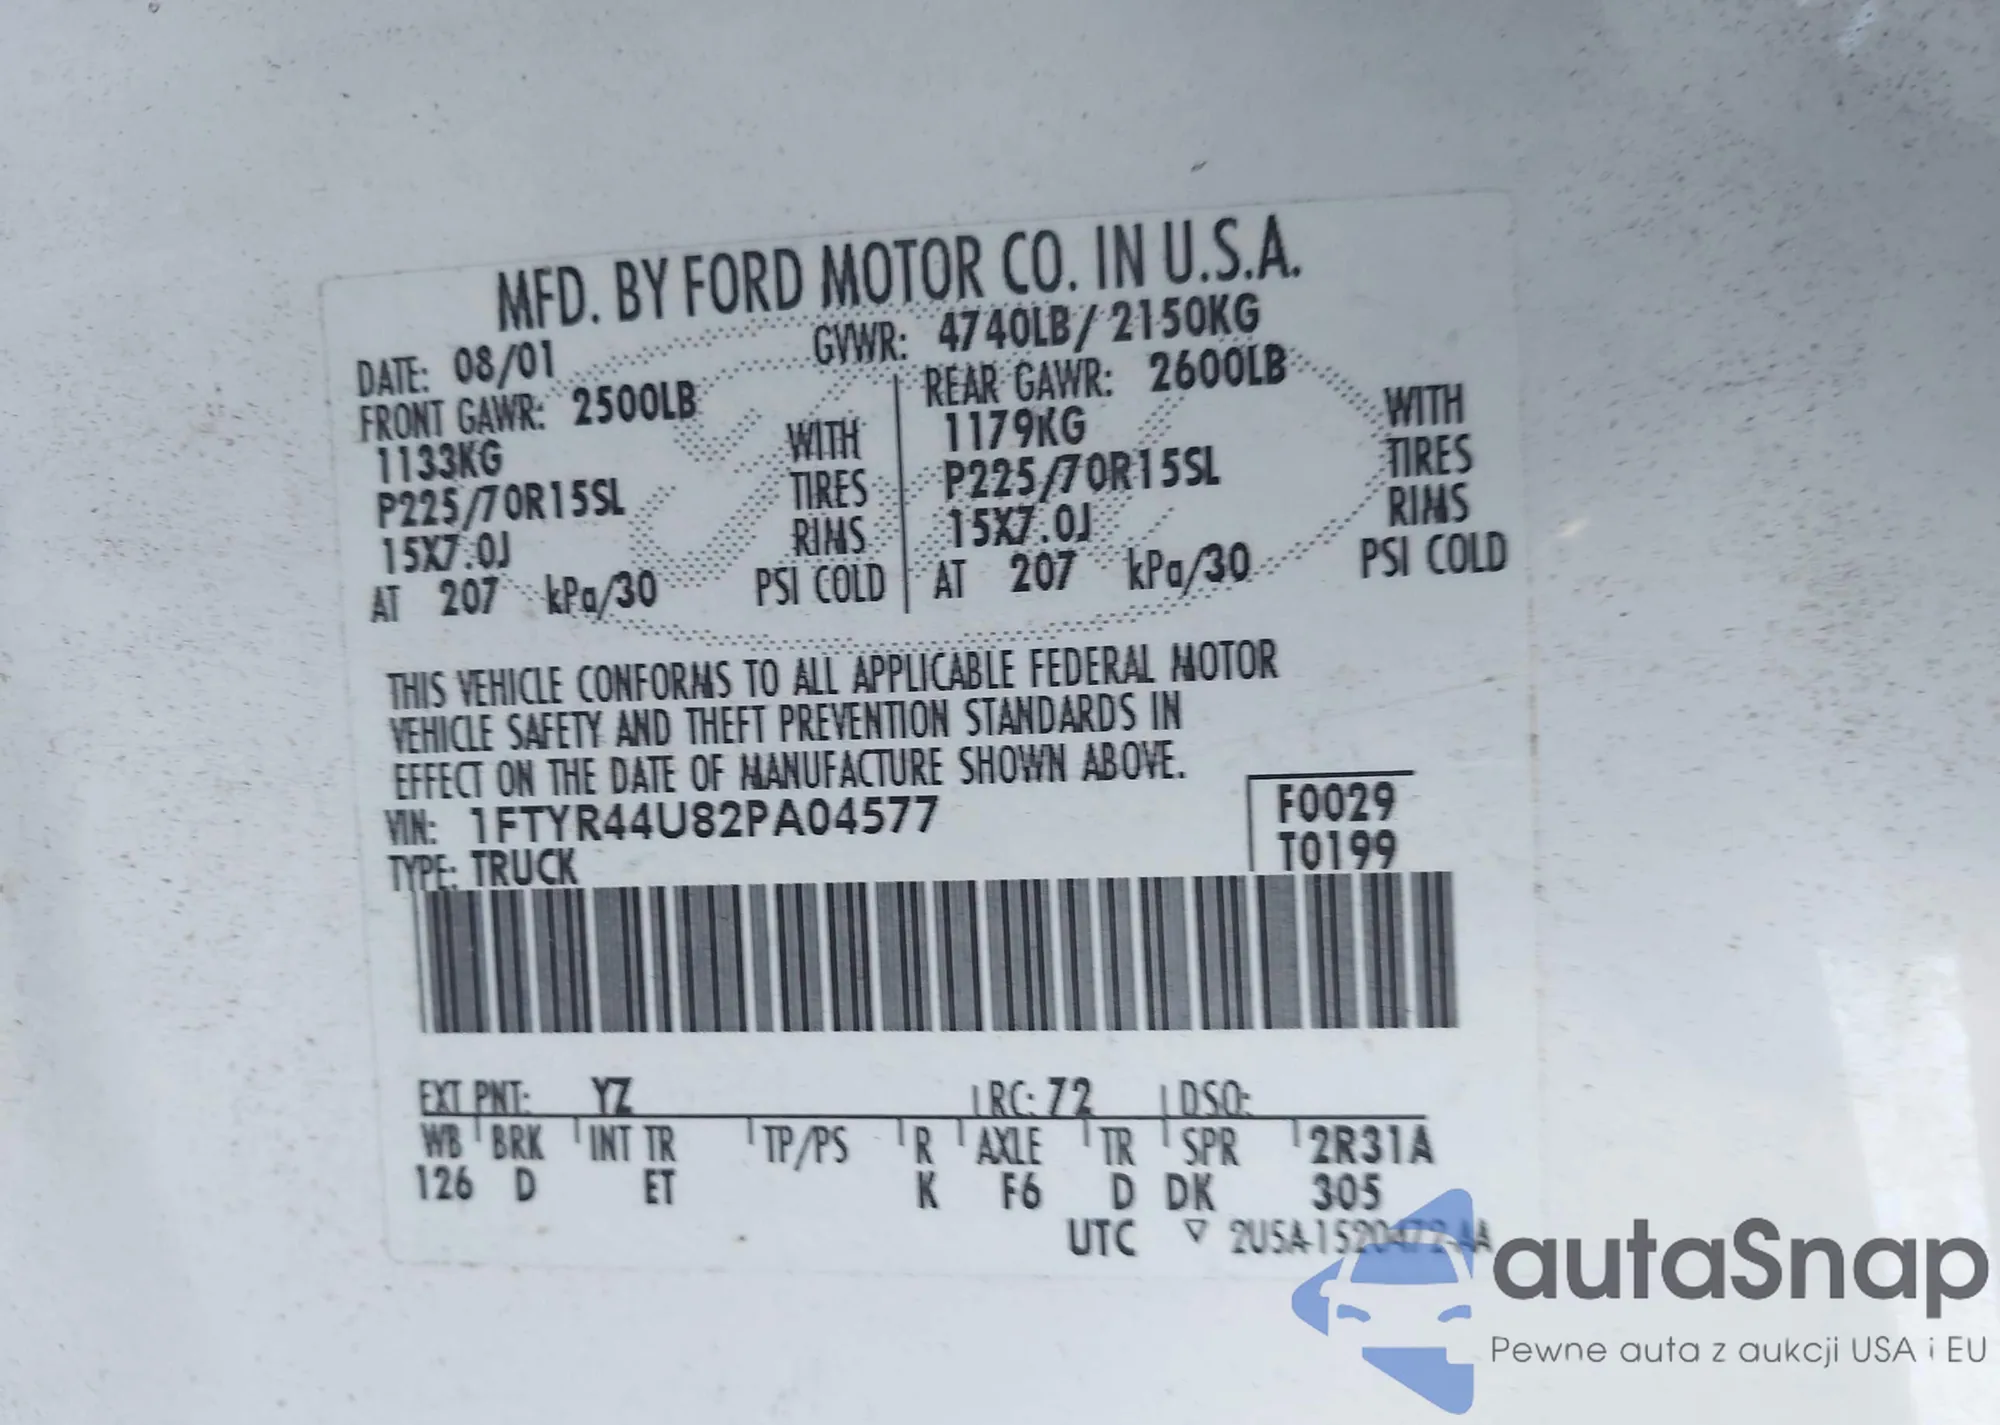 MFD. BY FORD MOTOR CO. IN U.S.A.
DATE: 08/01 GVWR: 4740LB/2150KG
FRONT GAWR: 2500LB REAR GAWR: 2600LB
1133KG WITH 1179KG WITH
P225/70R15SL TIRES P225/70R15SL TIRES
15X7.0J RIMS 15X7.0J RIMS
AT 207 kPa/30 PSI COLD AT 207 kPa/30 PSI COLD
THIS VEHICLE CONFORMS TO ALL APPLICABLE FEDERAL MOTOR
VEHICLE SAFETY AND THEFT PREVENTION STANDARDS IN
EFFECT ON THE DATE OF MANUFACTURE SHOWN ABOVE.
VIN: 1FTYR44U82PA04577 F0029
TYPE: TRUCK T0199
EXT PNT: YZ RC: 72 DSO:
WB BRK INT TR TP/PS R AXLE TR SPR 2R31A
126 D ET K F6 D DK 305
UTC ▽ 2U5A-1520472-AA
autaSnap
Pewne auta z aukcji USA i EU